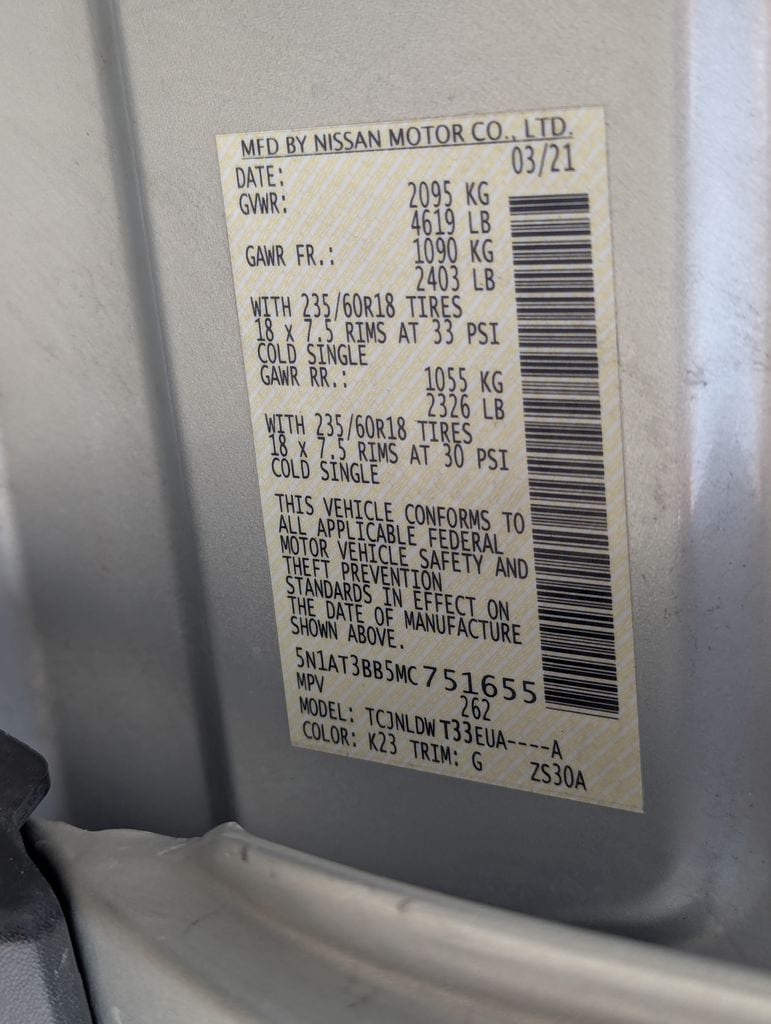 MFD BY NISSAN MOTOR CO., LTD.
DATE: 03/21
GVWR: 2095 KG
4619 LB
GAWR FR.: 1090 KG
2403 LB
WITH 235/60R18 TIRES
18 x 7.5 RIMS AT 33 PSI
COLD SINGLE
GAWR RR.: 1055 KG
2326 LB
WITH 235/60R18 TIRES
18 x 7.5 RIMS AT 30 PSI
COLD SINGLE
THIS VEHICLE CONFORMS TO
ALL APPLICABLE FEDERAL
MOTOR VEHICLE SAFETY AND
THEFT PREVENTION
STANDARDS IN EFFECT ON
THE DATE OF MANUFACTURE
SHOWN ABOVE.
5N1AT3BB5MC751655
MPV 262
MODEL: TCJNLDWT33EUA----A
COLOR: K23 TRIM: G ZS30A